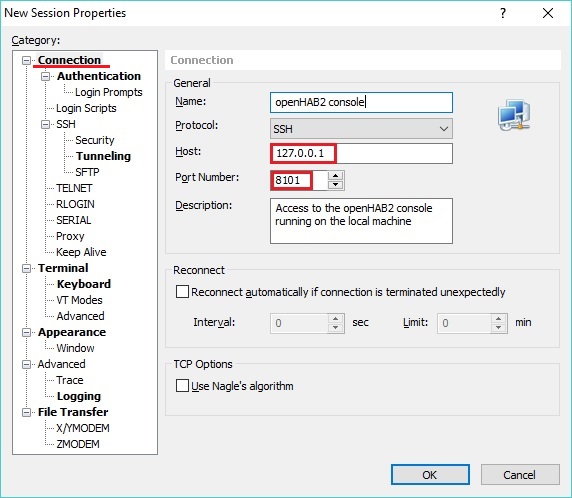 New Session Properties
Category:
Connection
Authentication
Login Prompts
Login Scripts
SSH
Security
Tunneling
SFTP
TELNET
RLOGIN
SERIAL
Proxy
Keep Alive
Terminal
Keyboard
VT Modes
Advanced
Appearance
Window
Advanced
Trace
Logging
File Transfer
X/YMODEM
ZMODEM
Connection
General
Name: openHAB2 console
Protocol: SSH
Host: 127.0.0.1
Port Number: 8101
Description: Access to the openHAB2 console
running on the local machine
Reconnect
Reconnect automatically if connection is terminated unexpectedly
Interval: 0 sec Limit: 0 min
TCP Options
Use Nagle's algorithm
OK Cancel